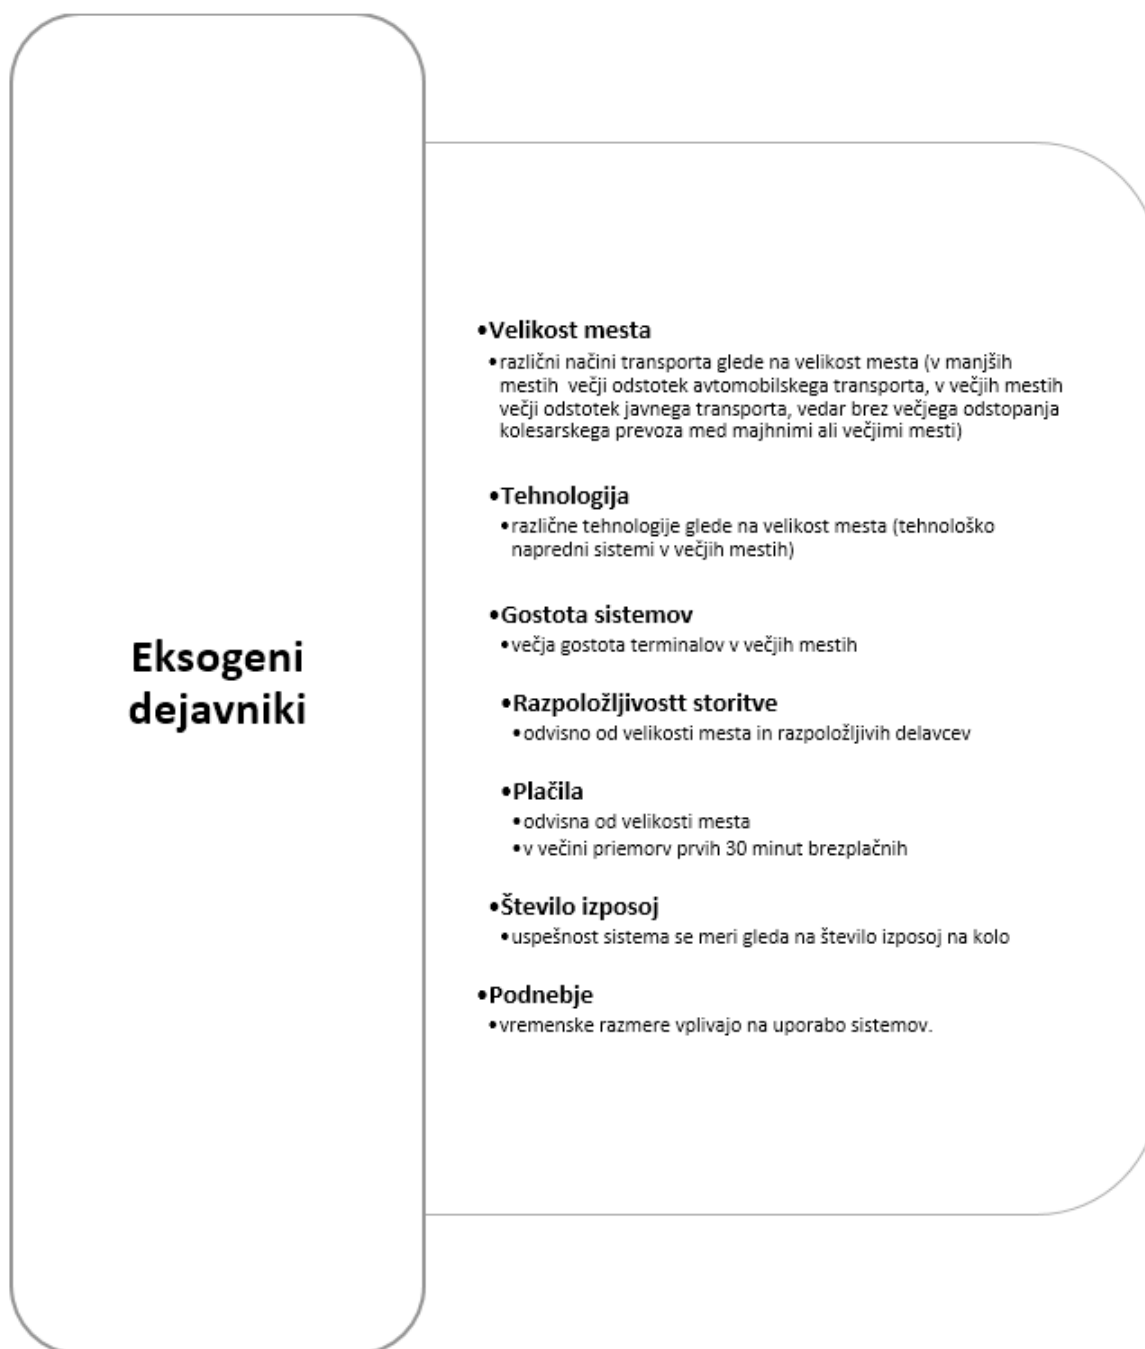 Eksogeni
dejavniki
•Velikost mesta
•različni načini transporta glede na velikost mesta (v manjših
mestih  večji odstotek avtomobilskega transporta, v večjih mestih
večji odstotek javnega transporta, vedar brez večjega odstopanja
kolesarskega prevoza med majhnimi ali večjimi mesti)
•Tehnologija
•različne tehnologije glede na velikost mesta (tehnološko
napredni sistemi v večjih mestih)
•Gostota sistemov
•večja gostota terminalov v večjih mestih
•Razpoložljivostt storitve
•odvisno od velikosti mesta in razpoložljivih delavcev
•Plačila
•odvisna od velikosti mesta
•v večini priemorv prvih 30 minut brezplačnih
•Število izposoj
•uspešnost sistema se meri gleda na število izposoj na kolo
•Podnebje
•vremenske razmere vplivajo na uporabo sistemov.